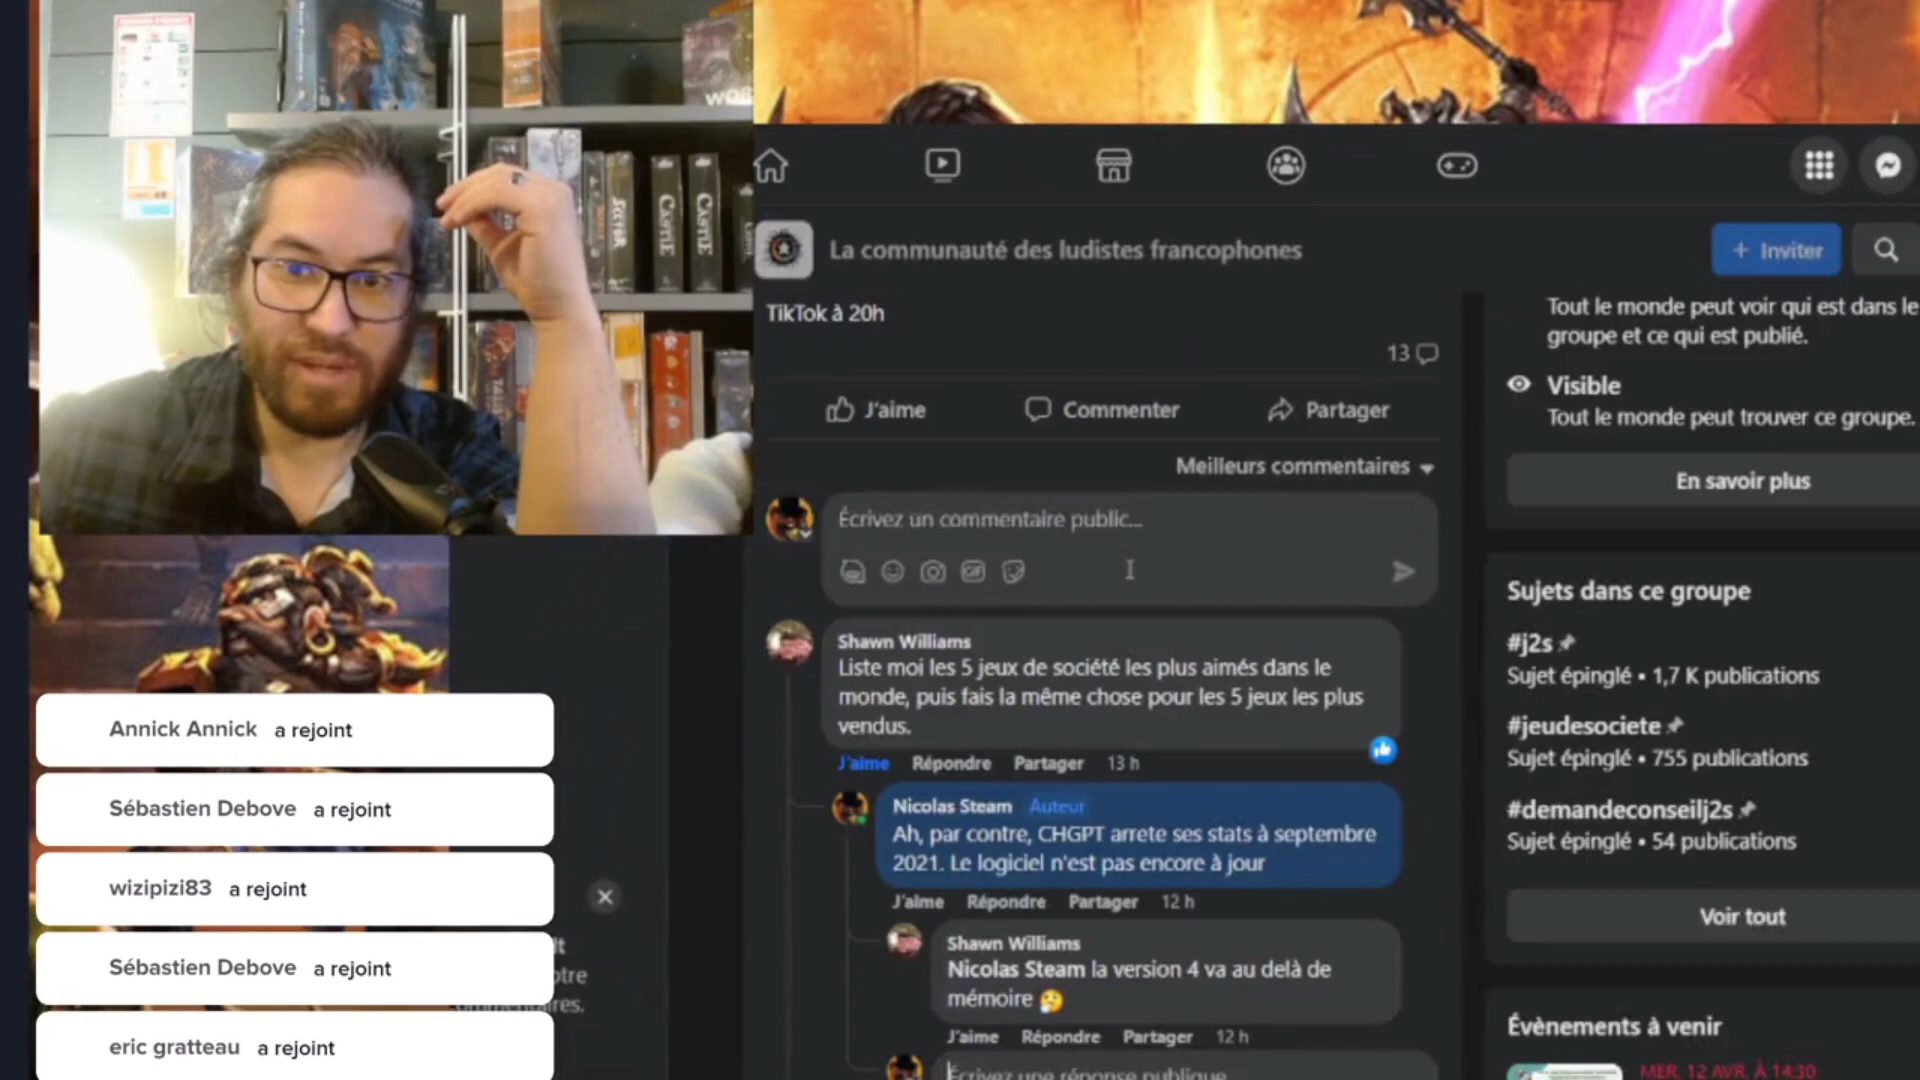 SECTOR
CASTLE
CASTLE
La communauté des ludistes francophones
+ Inviter
TikTok à 20h
13
J'aime
Commenter
Partager
Meilleurs commentaires
Écrivez un commentaire public...
GIF
Shawn Williams
Liste moi les 5 jeux de société les plus aimés dans le
monde, puis fais la même chose pour les 5 jeux les plus
vendus.
J'aime Répondre Partager 13 h
Nicolas Steam Auteur
Ah, par contre, CHGPT arrete ses stats à septembre
2021. Le logiciel n'est pas encore à jour
J'aime Répondre Partager 12 h
Shawn Williams
Nicolas Steam la version 4 va au delà de
mémoire
J'aime Répondre Partager 12 h
Écrivez une réponse publique
Tout le monde peut voir qui est dans le
groupe et ce qui est publié.
Visible
Tout le monde peut trouver ce groupe.
En savoir plus
Sujets dans ce groupe
#j2s
Sujet épinglé • 1,7 K publications
#jeudesociete
Sujet épinglé • 755 publications
#demandeconseilj2s
Sujet épinglé • 54 publications
Voir tout
Évènements à venir
MER. 12 AVR. À 14:30
Annick Annick a rejoint
Sébastien Debove a rejoint
wizipizi83 a rejoint
Sébastien Debove a rejoint
eric gratteau a rejoint